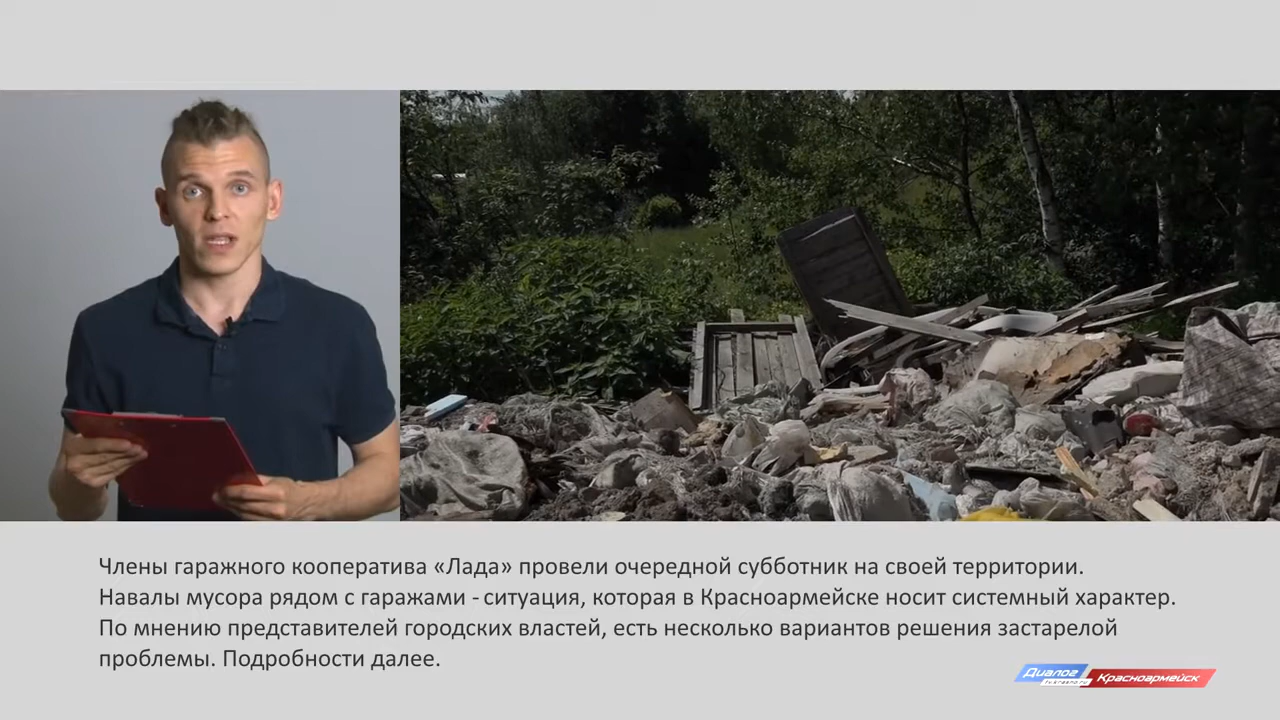 Члены гаражного кооператива «Лада» провели очередной субботник на своей территории.
Навалы мусора рядом с гаражами - ситуация, которая в Красноармейске носит системный характер.
По мнению представителей городских властей, есть несколько вариантов решения застарелой
проблемы. Подробности далее.
Диалог
Красноармейск